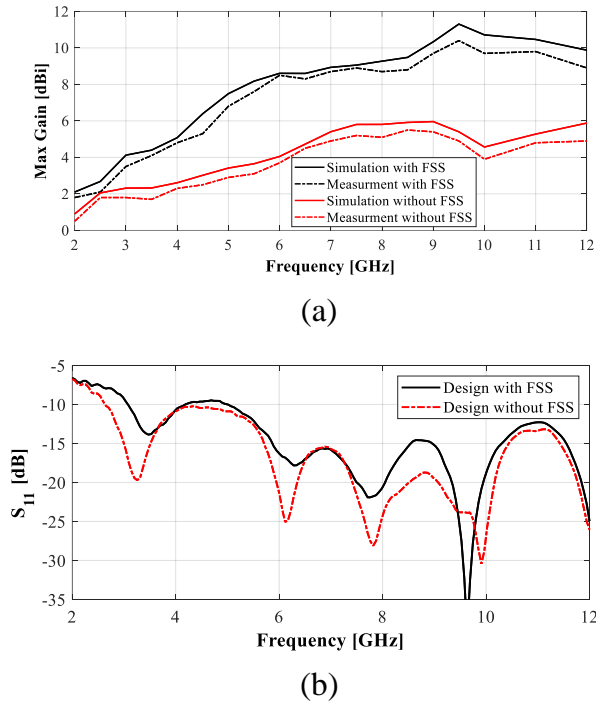 12
10
8
6
4
2
0
Max Gain [dBi]
Simulation with FSS
Measurment with FSS
Simulation without FSS
Measurment without FSS
2 3 4 5 6 7 8 9 10 11 12
Frequency [GHz]
(a)
-5
-10
-15
-20
-25
-30
-35
S11 [dB]
Design with FSS
Design without FSS
2 4 6 8 10 12
Frequency [GHz]
(b)